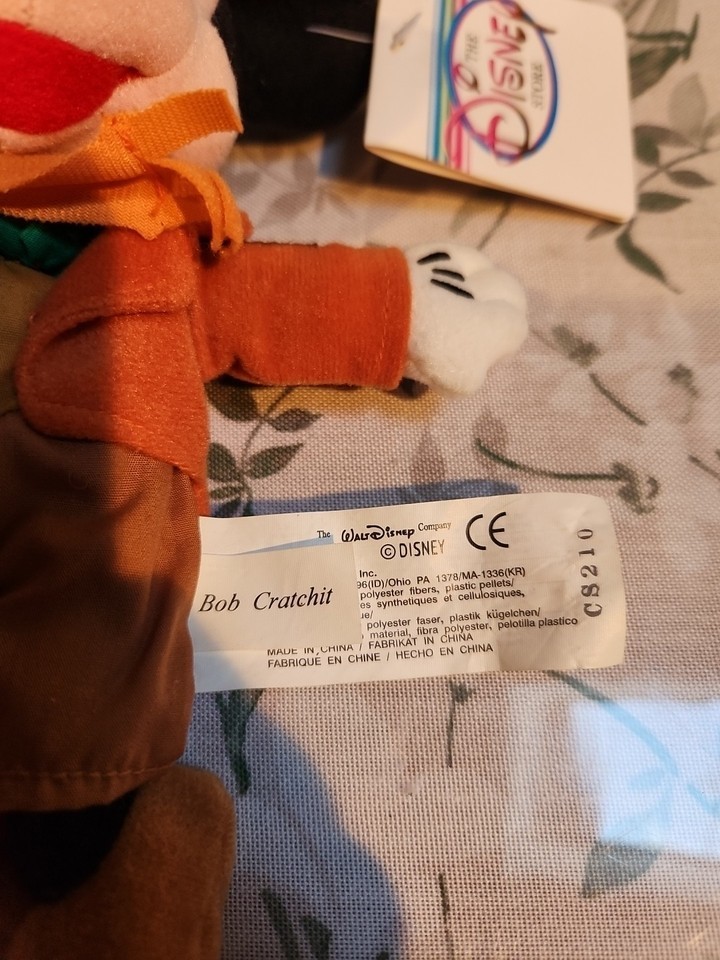 THE
DISNEY
STORE
The WALT DISNEY Company
© DISNEY
CE
Inc.
96(ID)/Ohio PA 1378/MA-1336(KR)
polyester fibers, plastic pellets/
es synthetiques et cellulosiques,
ue/
polyester faser, plastik kügelchen/
material, fibra polyester, pelotilla plastico
MADE IN CHINA / FABRIKAT IN CHINA
FABRIQUE EN CHINE / HECHO EN CHINA
Bob Cratchit
CS210